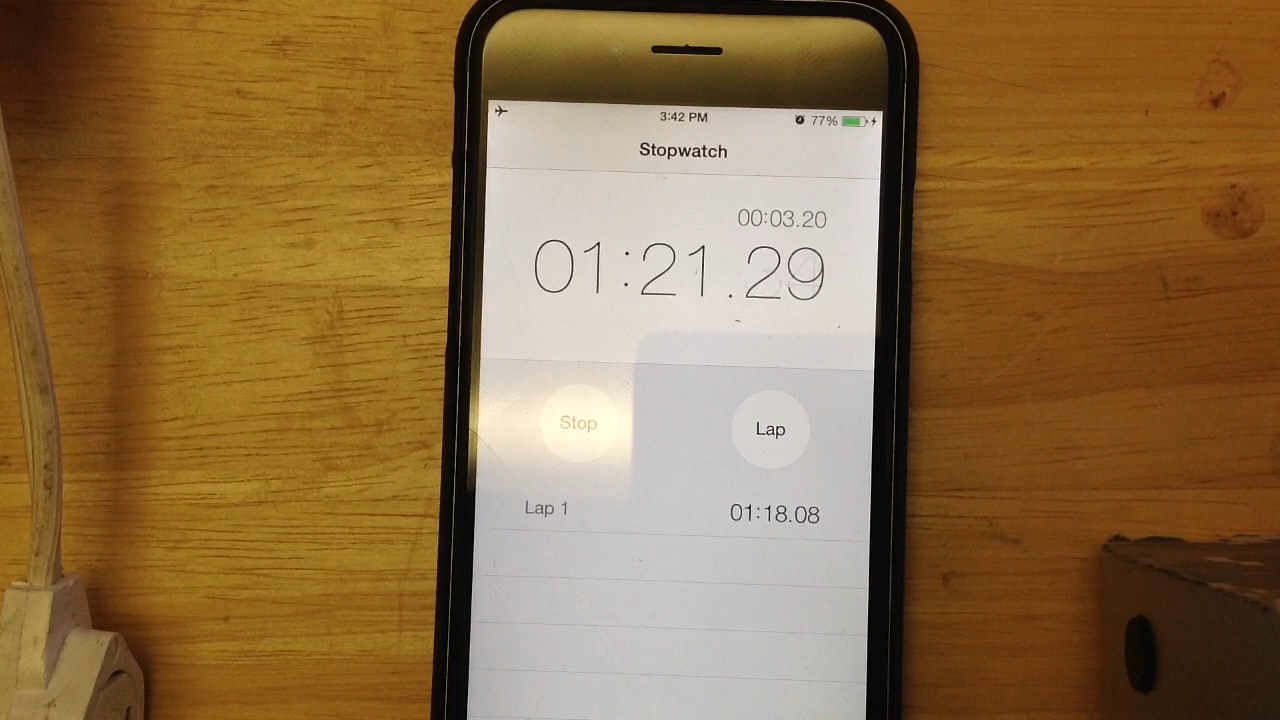 3:42 PM 77%
Stopwatch
00:03.20
01:21.29
Stop Lap
Lap 1 01:18.08